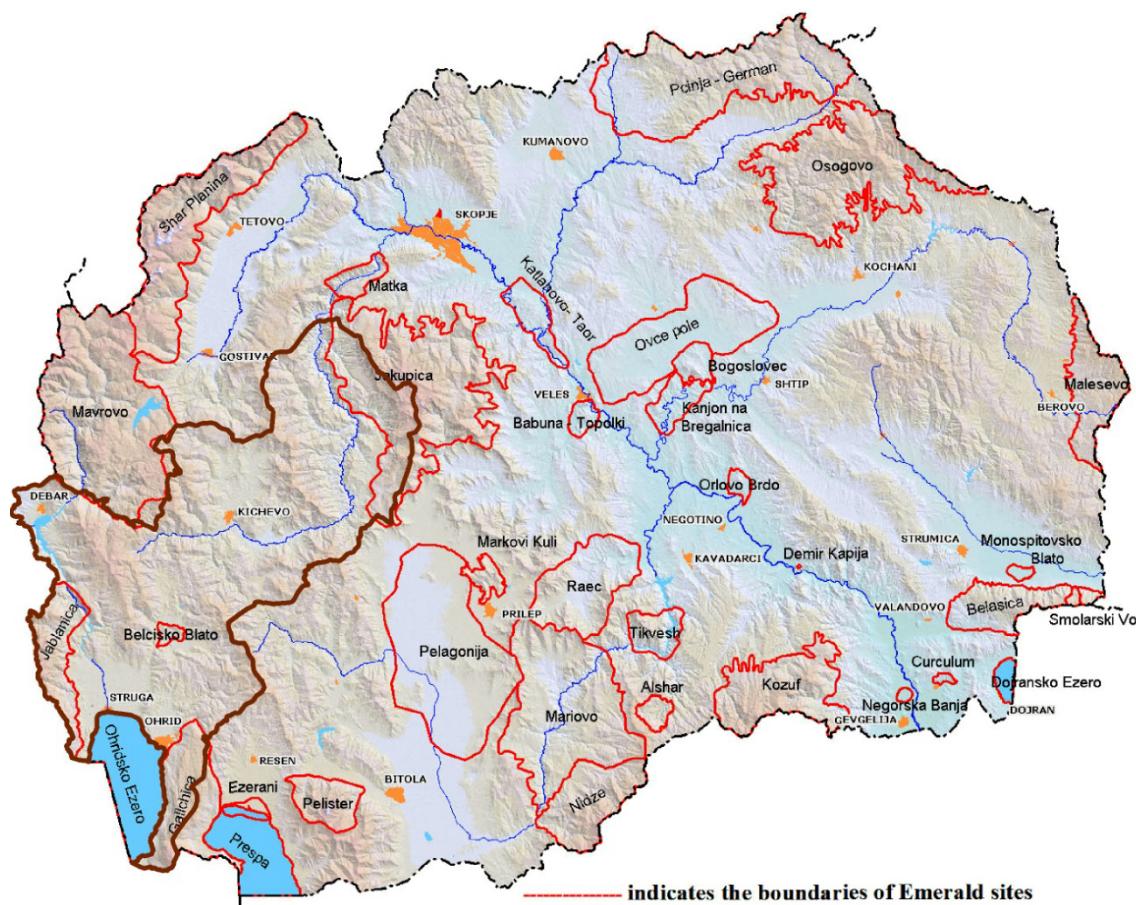 Pcinja - German
KUMANOVO
Osogovo
Shar Planina
TETOVO
SKOPJE
KOCHANI
Katlanovo - Taor
Matka
Ovce pole
GOSTIVAR
Jakupica
Bogoslovec
SHTIP
Malesevo
VELES
BEROVO
Mavrovo
Babuna - Topolki
Kanjon na
Bregalnica
Orlovo Brdo
DEBAR
KICHEVO
NEGOTINO
Markovi Kuli
KAVADARCI
Demir Kapija
STRUMICA
Monospitovsko
Blato
Raec
PRILEP
VALANDOVO
Belasica
Smolarski Vo
Jablanica
Belcisko Blato
Tikvesh
Pelagonija
Curculum
Dojransko Ezero
Alshar
Kozuf
STRUGA
Mariovo
Negorska Banja
DOJRAN
GEVGELIJA
OHRID
Ohridsko Ezero
RESEN
Galichica
Ezerani
BITOLA
Pelister
Nidze
Prespa
indicates the boundaries of Emerald sites